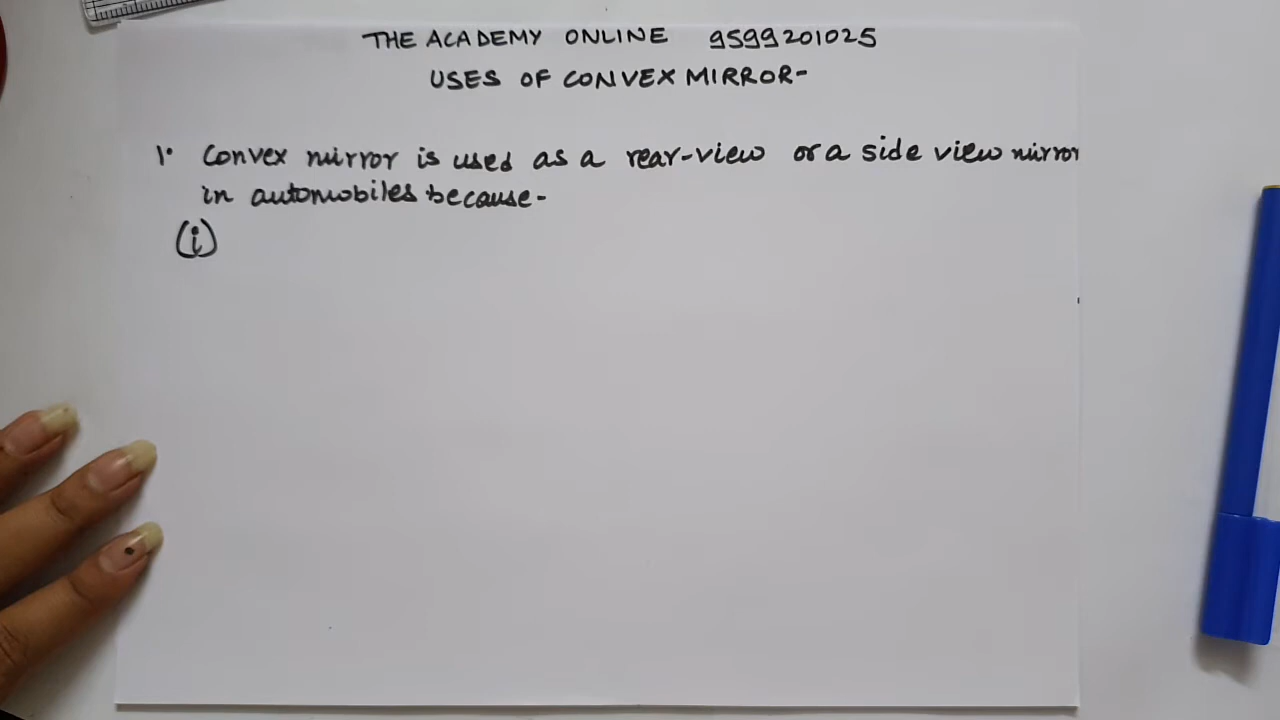 THE ACADEMY ONLINE 9599201025
USES OF CONVEX MIRROR-
1. Convex mirror is used as a rear-view or a side view mirror
in automobiles because-
(i)